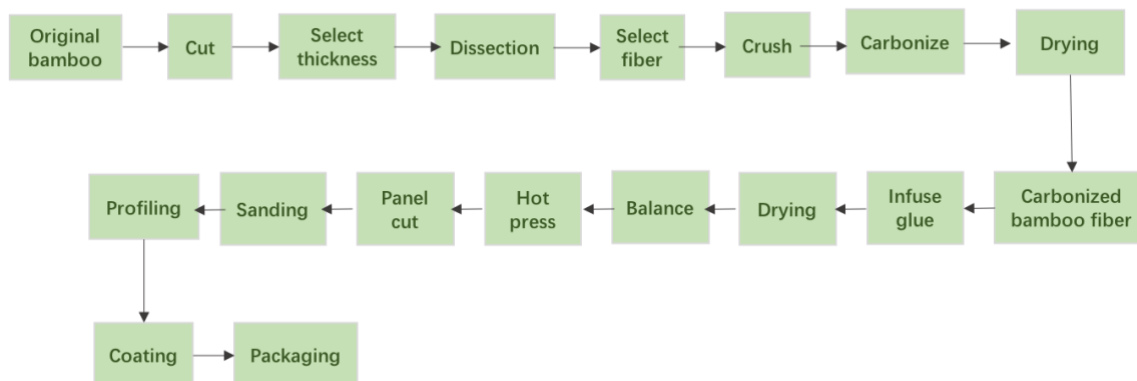 Original
bamboo
Cut
Select
thickness
Dissection
Select
fiber
Crush
Carbonize
Drying
Carbonized
bamboo fiber
Infuse
glue
Drying
Balance
Hot
press
Panel
cut
Sanding
Profiling
Coating
Packaging